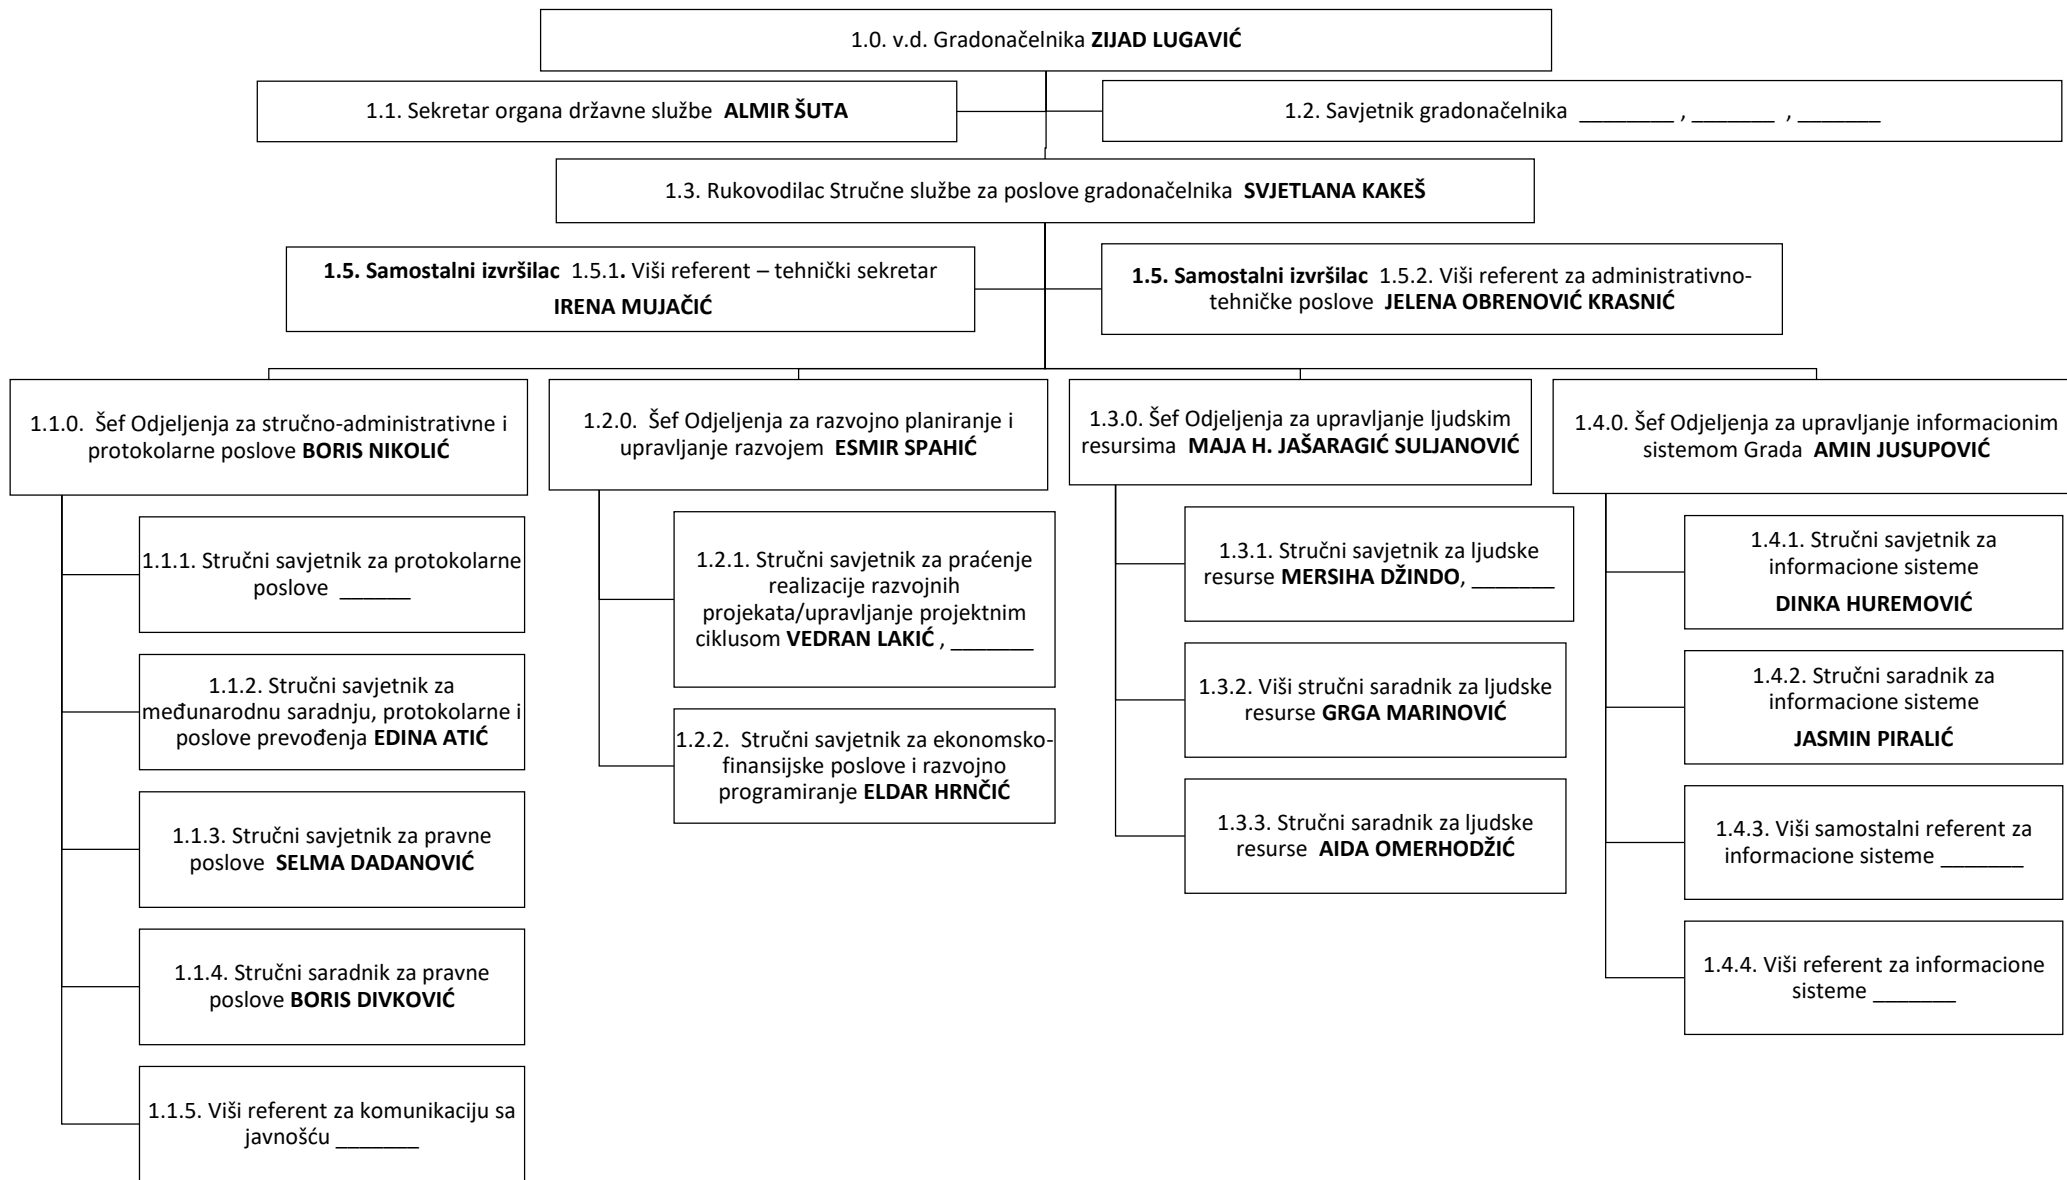 1.0. v.d. Gradonačelnika ZIJAD LUGAVIĆ
1.1. Sekretar organa državne službe ALMIR ŠUTA
1.2. Savjetnik gradonačelnika ________ , _______ , _______
1.3. Rukovodilac Stručne službe za poslove gradonačelnika SVJETLANA KAKEŠ
1.5. Samostalni izvršilac 1.5.1. Viši referent – tehnički sekretar
IRENA MUJAČIĆ
1.5. Samostalni izvršilac 1.5.2. Viši referent za administrativno-
tehničke poslove JELENA OBRENOVIĆ KRASNIĆ
1.1.0. Šef Odjeljenja za stručno-administrativne i
protokolarne poslove BORIS NIKOLIĆ
1.1.1. Stručni savjetnik za protokolarne
poslove ______
1.1.2. Stručni savjetnik za
međunarodnu saradnju, protokolarne i
poslove prevođenja EDINA ATIĆ
1.1.3. Stručni savjetnik za pravne
poslove SELMA DADANOVIĆ
1.1.4. Stručni saradnik za pravne
poslove BORIS DIVKOVIĆ
1.1.5. Viši referent za komunikaciju sa
javnošću _______
1.2.0. Šef Odjeljenja za razvojno planiranje i
upravljanje razvojem ESMIR SPAHIĆ
1.2.1. Stručni savjetnik za praćenje
realizacije razvojnih
projekata/upravljanje projektnim
ciklusom VEDRAN LAKIĆ , _______
1.2.2. Stručni savjetnik za ekonomsko-
finansijske poslove i razvojno
programiranje ELDAR HRNČIĆ
1.3.0. Šef Odjeljenja za upravljanje ljudskim
resursima MAJA H. JAŠARAGIĆ SULJANOVIĆ
1.3.1. Stručni savjetnik za ljudske
resurse MERSIHA DŽINDO, _______
1.3.2. Viši stručni saradnik za ljudske
resurse GRGA MARINOVIĆ
1.3.3. Stručni saradnik za ljudske
resurse AIDA OMERHODŽIĆ
1.4.0. Šef Odjeljenja za upravljanje informacionim
sistemom Grada AMIN JUSUPOVIĆ
1.4.1. Stručni savjetnik za
informacione sisteme
DINKA HUREMOVIĆ
1.4.2. Stručni saradnik za
informacione sisteme
JASMIN PIRALIĆ
1.4.3. Viši samostalni referent za
informacione sisteme _______
1.4.4. Viši referent za informacione
sisteme _______